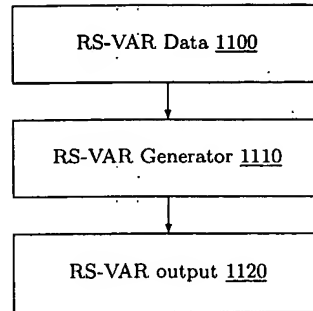 RS-VAR Data 1100
RS-VAR Generator 1110
RS-VAR output 1120